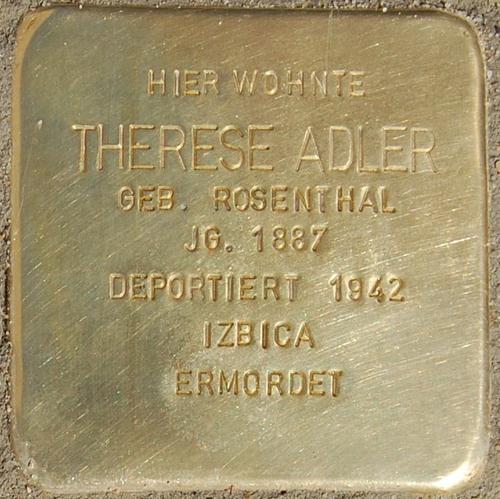 HIER WOHNTE
THERESE ADLER
GEB. ROSENTHAL
JG. 1887
DEPORTIERT 1942
IZBICA
ERMORDET